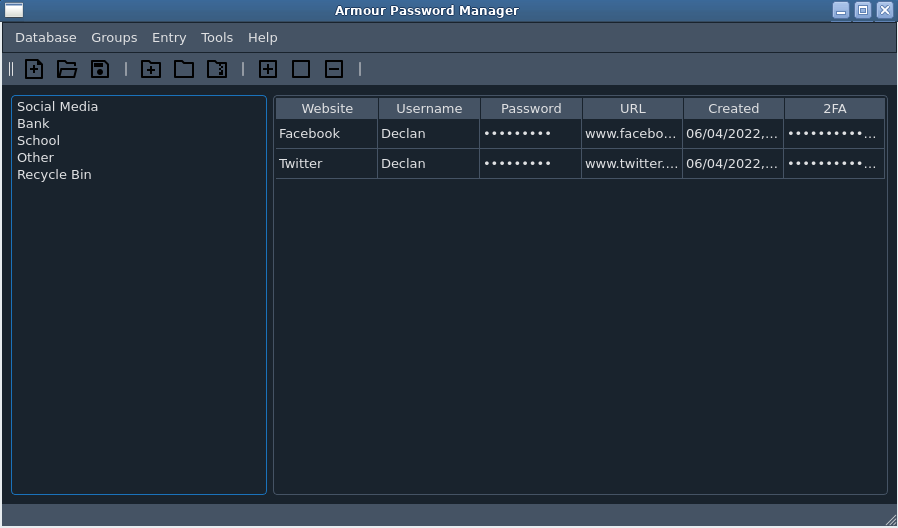 Armour Password Manager
Database Groups Entry Tools Help
Social Media
Bank
School
Other
Recycle Bin
Website Username Password URL Created 2FA
Facebook Declan ••••••••• www.facebo... 06/04/2022,... ••••••••••...
Twitter Declan ••••••••• www.twitter.... 06/04/2022,... ••••••••••...